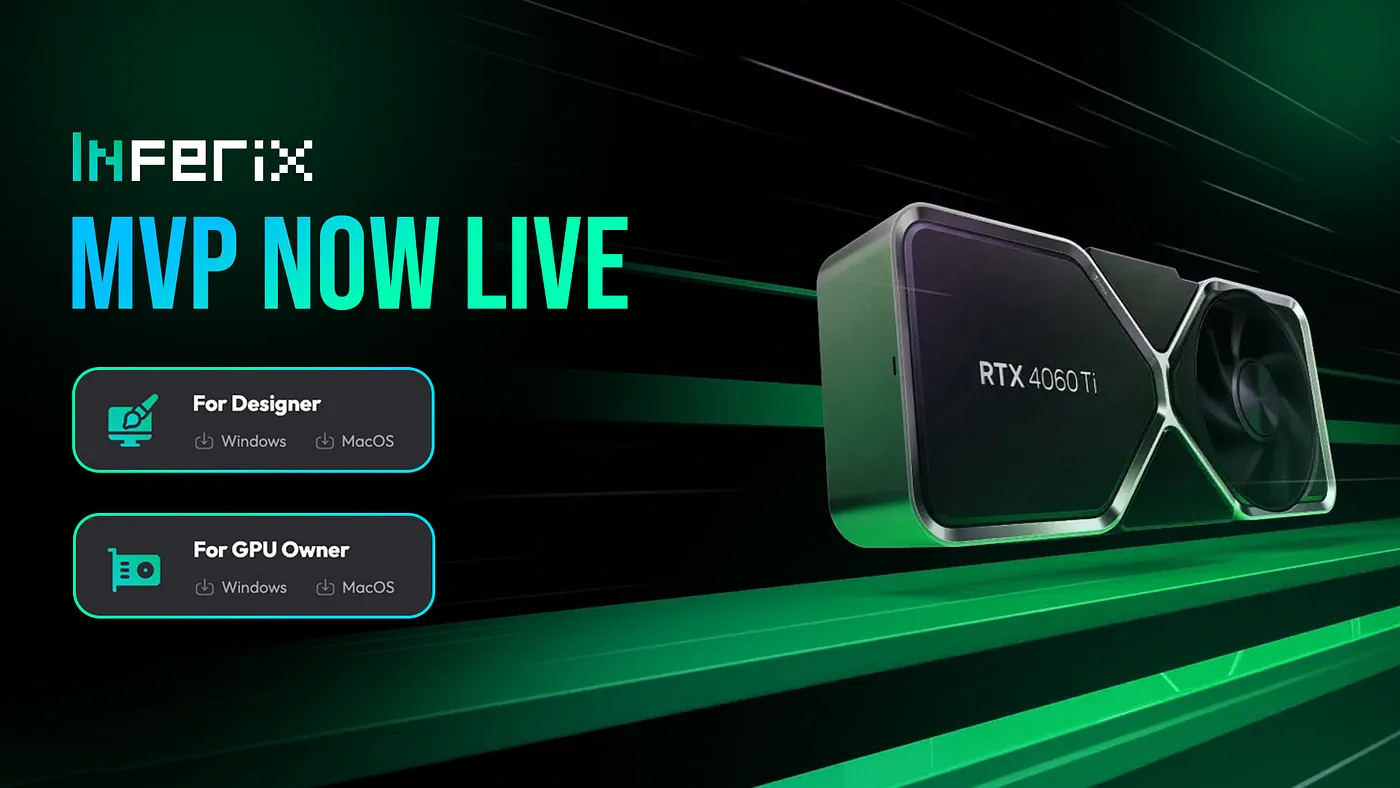 Inferix
MVP NOW LIVE
For Designer
Windows MacOS
For GPU Owner
Windows MacOS
RTX 4060 Ti